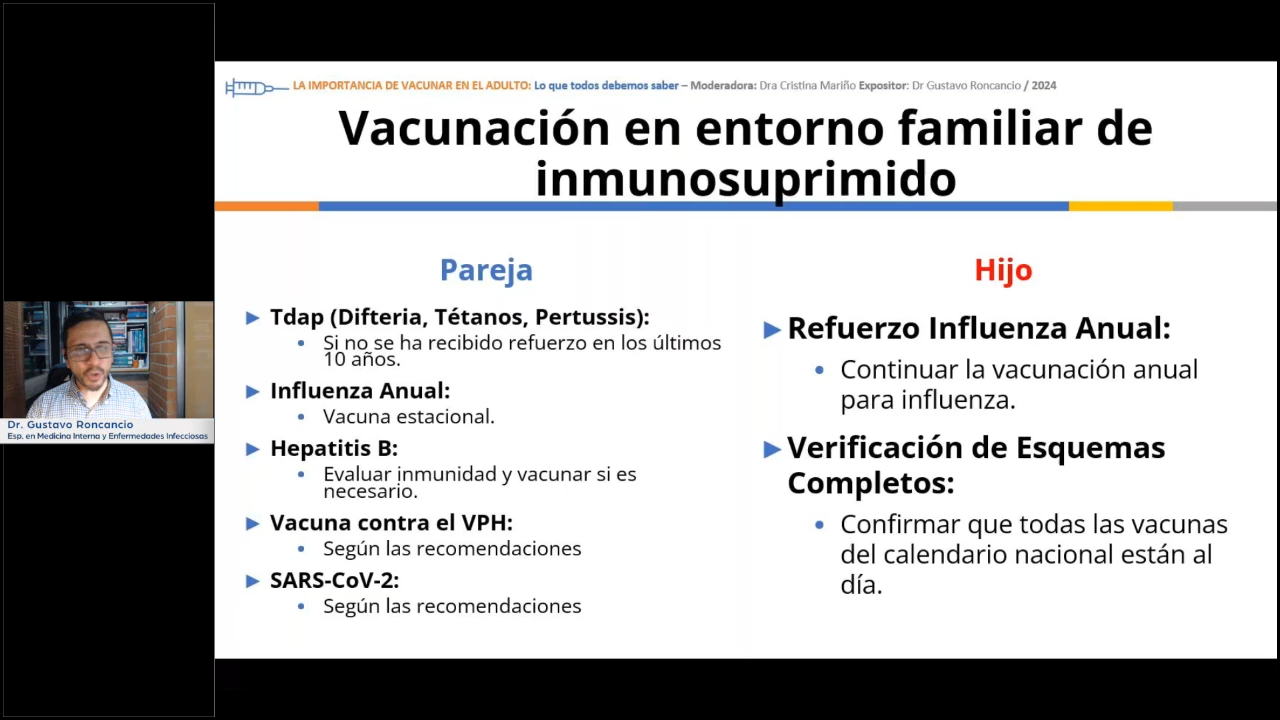 LA IMPORTANCIA DE VACUNAR EN EL ADULTO: Lo que todos debemos saber – Moderadora: Dra Cristina Mariño Expositor: Dr Gustavo Roncancio / 2024
Vacunación en entorno familiar de
inmunosuprimido
Pareja
Tdap (Difteria, Tétanos, Pertussis):
Si no se ha recibido refuerzo en los últimos
10 años.
Influenza Anual:
Vacuna estacional.
Hepatitis B:
Evaluar inmunidad y vacunar si es
necesario.
Vacuna contra el VPH:
Según las recomendaciones
SARS-CoV-2:
Según las recomendaciones
Hijo
Refuerzo Influenza Anual:
Continuar la vacunación anual
para influenza.
Verificación de Esquemas
Completos:
Confirmar que todas las vacunas
del calendario nacional están al
día.
Dr. Gustavo Roncancio
Esp. en Medicina Interna y Enfermedades Infecciosas